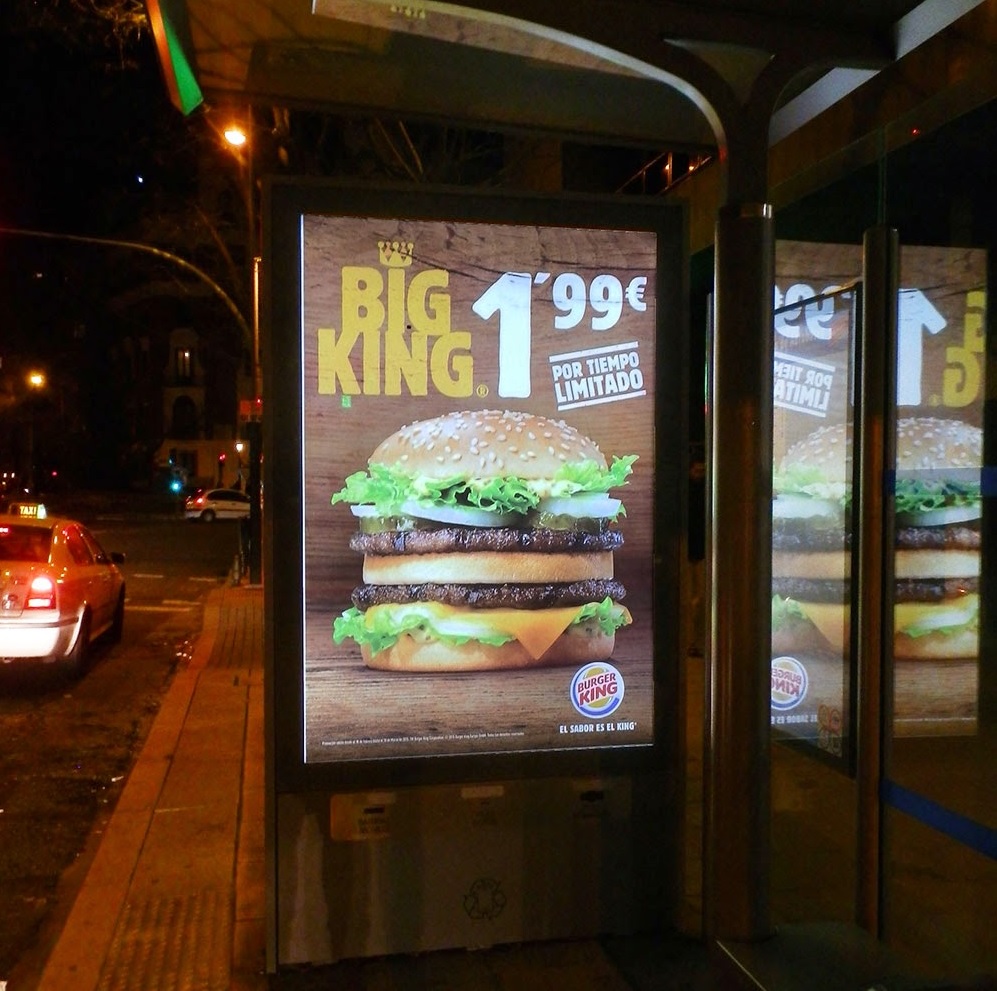 BIG
KING®
1´99€
POR TIEMPO
LIMITADO
BURGER
KING
EL SABOR ES EL KING
TAXI